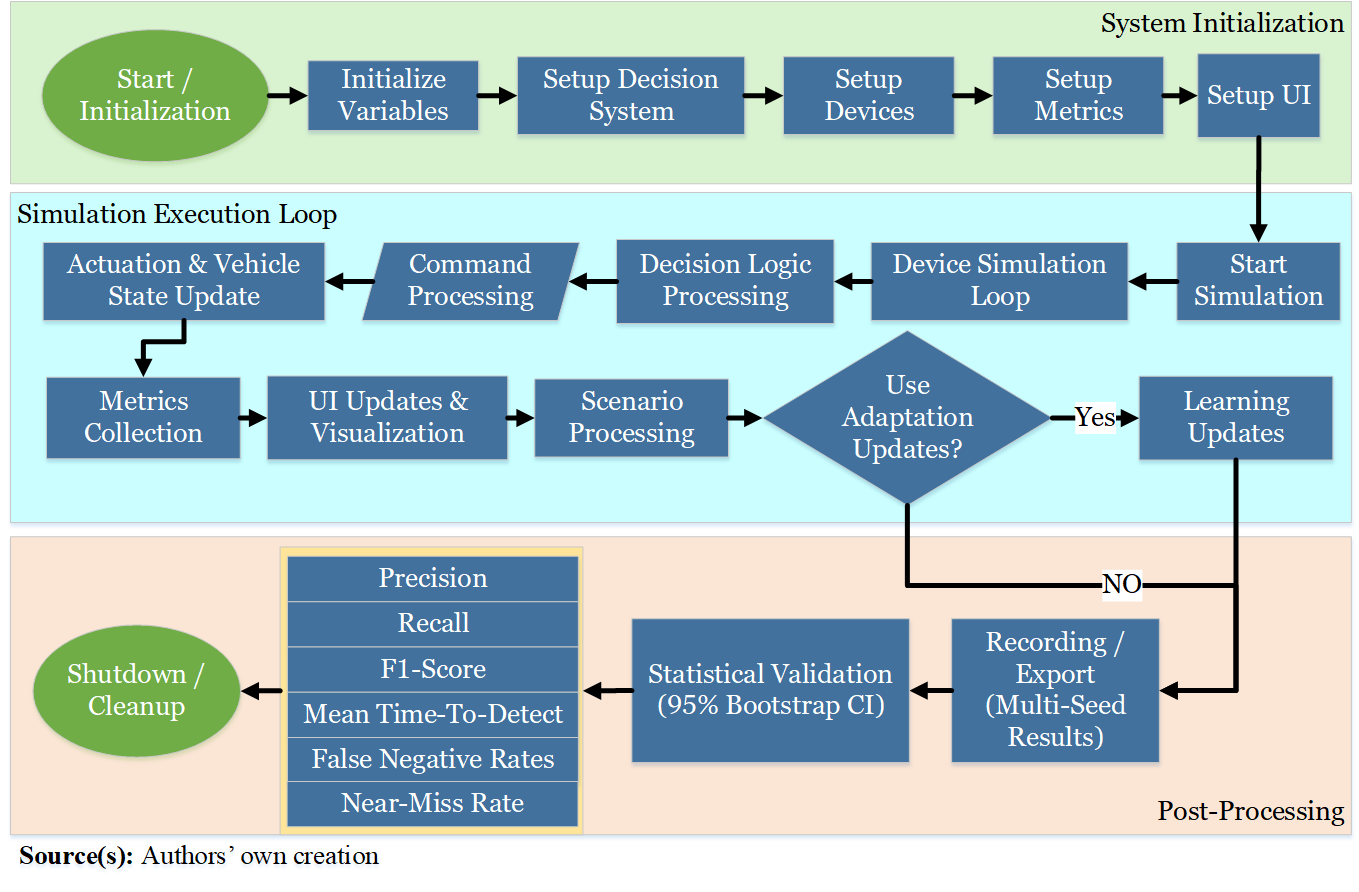 System Initialization
Start /
Initialization
Initialize
Variables
Setup Decision
System
Setup
Devices
Setup
Metrics
Setup UI
Simulation Execution Loop
Actuation & Vehicle
State Update
Command
Processing
Decision Logic
Processing
Device Simulation
Loop
Start
Simulation
Metrics
Collection
UI Updates &
Visualization
Scenario
Processing
Use
Adaptation
Updates?
Yes
Learning
Updates
NO
Shutdown /
Cleanup
Precision
Recall
F1-Score
Mean Time-To-Detect
False Negative Rates
Near-Miss Rate
Statistical Validation
(95% Bootstrap CI)
Recording /
Export
(Multi-Seed
Results)
Post-Processing
Source(s): Authors’ own creation